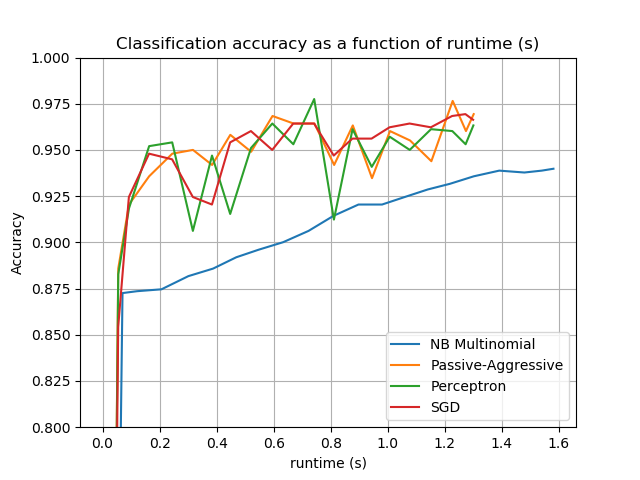 Classification accuracy as a function of runtime (s)
1.000
0.975
0.950
0.925
0.900
0.875
0.850
0.825
0.800
Accuracy
NB Multinomial
Passive-Aggressive
Perceptron
SGD
0.0 0.2 0.4 0.6 0.8 1.0 1.2 1.4 1.6
runtime (s)